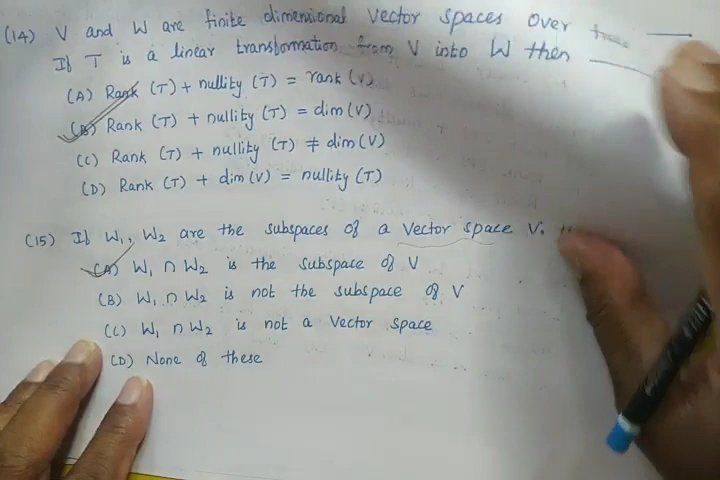 (14) V and W are finite dimensional Vector spaces Over
If T is a linear transformation from V into W then
(A) Rank (T) + nullity (T) = rank (V)
(B) Rank (T) + nullity (T) = dim (V)
(C) Rank (T) + nullity (T) ≠ dim (V)
(D) Rank (T) + dim (V) = nullity (T)
(15) If W₁, W₂ are the subspaces of a Vector space V,
(A) W₁ ∩ W₂ is the subspace of V
(B) W₁ ∩ W₂ is not the subspace of V
(C) W₁ ∩ W₂ is not a Vector space
(D) None of these